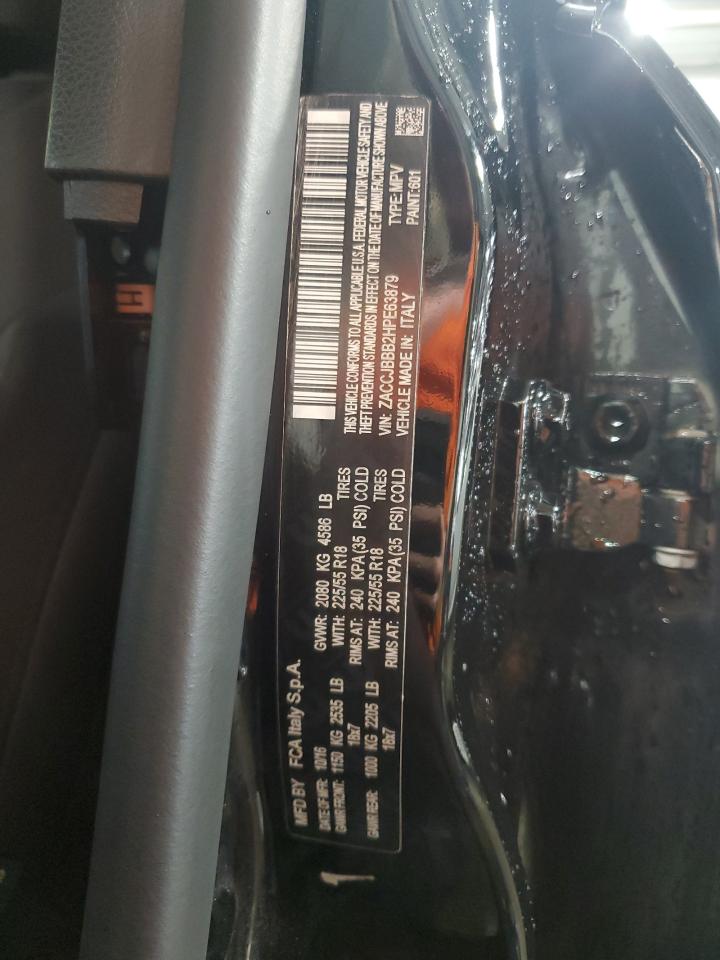 MFD BY FCA Italy S.p.A.
DATE OF MFR: 10/16 GVWR: 2080 KG 4586 LB
GAWR FRONT: 1150 KG 2535 LB WITH: 225/55 R18 TIRES
18x7 RIMS AT: 240 KPA(35 PSI) COLD
GAWR REAR: 1000 KG 2205 LB WITH: 225/55 R18 TIRES
18x7 RIMS AT: 240 KPA(35 PSI) COLD
THIS VEHICLE CONFORMS TO ALL APPLICABLE U.S.A. FEDERAL MOTOR VEHICLE SAFETY, AND
THEFT PREVENTION STANDARDS IN EFFECT ON THE DATE OF MANUFACTURE SHOWN ABOVE
VIN: ZACCJBBB2HPE63879 TYPE: MPV
VEHICLE MADE IN: ITALY PAINT: 601
1
H